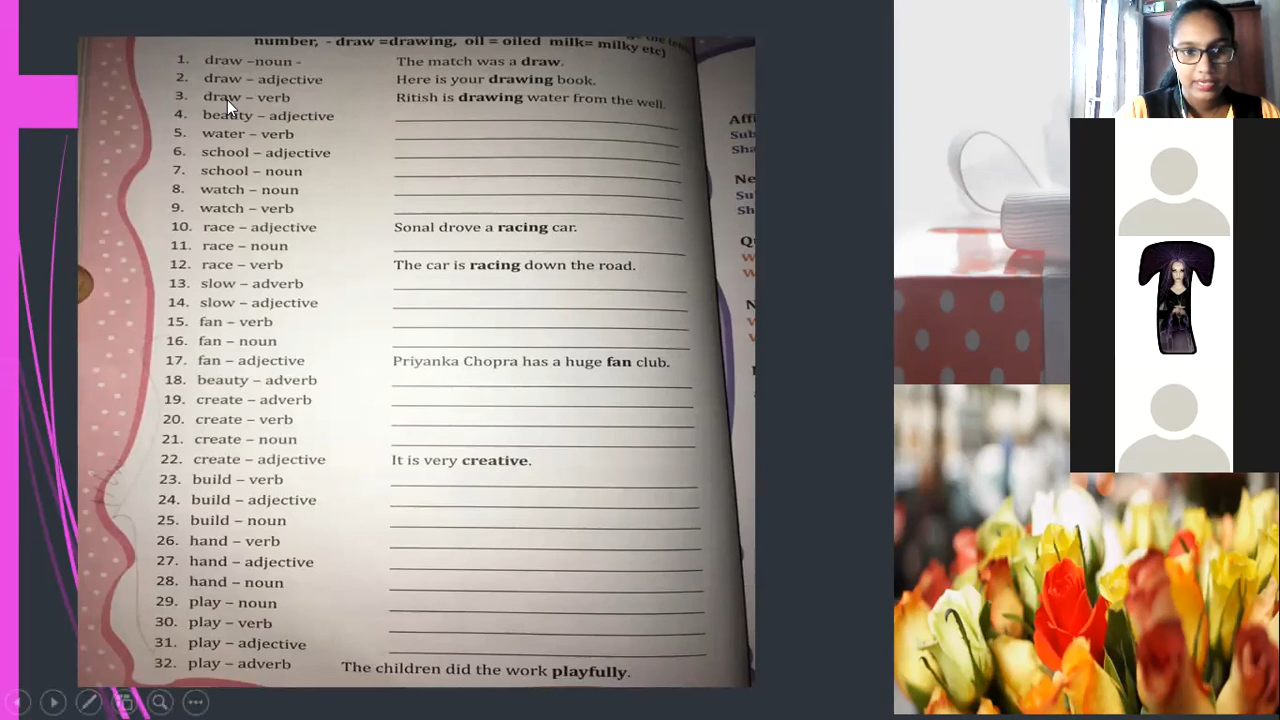 number, - draw =drawing, oil = oiled milk= milky etc)
1. draw –noun - The match was a draw.
2. draw – adjective Here is your drawing book.
3. draw – verb Ritish is drawing water from the well.
4. beauty – adjective
5. water – verb
6. school – adjective
7. school – noun
8. watch – noun
9. watch – verb
10. race – adjective Sonal drove a racing car.
11. race – noun
12. race – verb The car is racing down the road.
13. slow – adverb
14. slow – adjective
15. fan – verb
16. fan – noun
17. fan – adjective Priyanka Chopra has a huge fan club.
18. beauty – adverb
19. create – adverb
20. create – verb
21. create – noun
22. create – adjective It is very creative.
23. build – verb
24. build – adjective
25. build – noun
26. hand – verb
27. hand – adjective
28. hand – noun
29. play – noun
30. play – verb
31. play – adjective
32. play – adverb The children did the work playfully.
Affi
Sub
Sha
Ne
Su
Sh